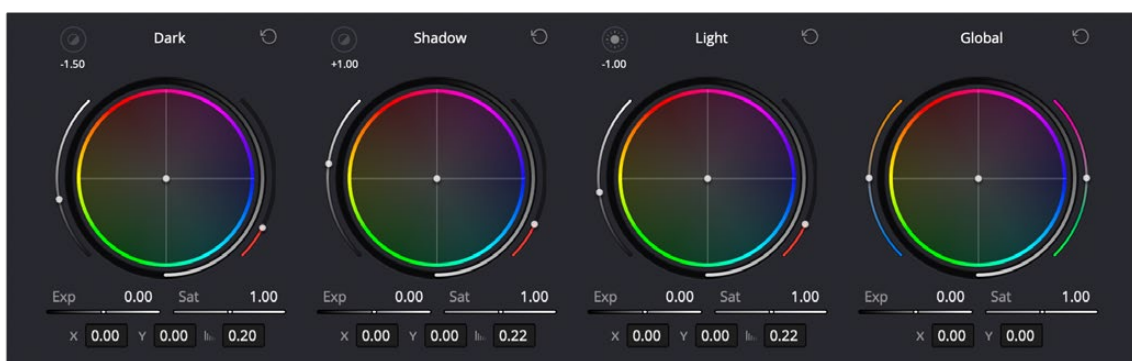 Dark Shadow Light Global
-1.50 +1.00 -1.00
Exp 0.00 Sat 1.00 Exp 0.00 Sat 1.00 Exp 0.00 Sat 1.00 Exp 0.00 Sat 1.00
X 0.00 Y 0.00 0.20 X 0.00 Y 0.00 0.22 X 0.00 Y 0.00 0.22 X 0.00 Y 0.00